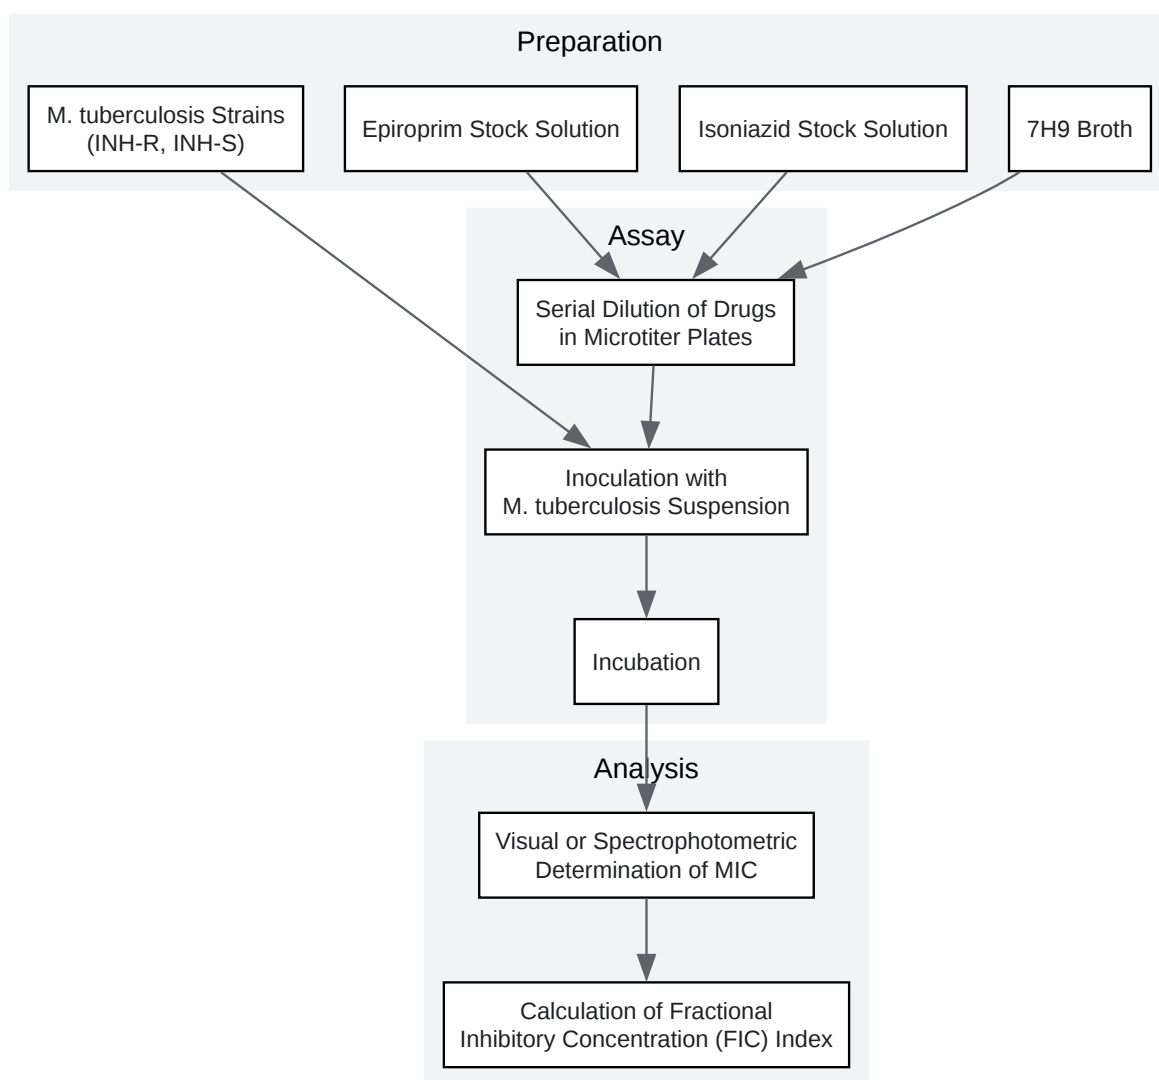 Preparation
M. tuberculosis Strains
(INH-R, INH-S)
Epiroprim Stock Solution
Isoniazid Stock Solution
7H9 Broth
Assay
Serial Dilution of Drugs
in Microtiter Plates
Inoculation with
M. tuberculosis Suspension
Incubation
Analysis
Visual or Spectrophotometric
Determination of MIC
Calculation of Fractional
Inhibitory Concentration (FIC) Index